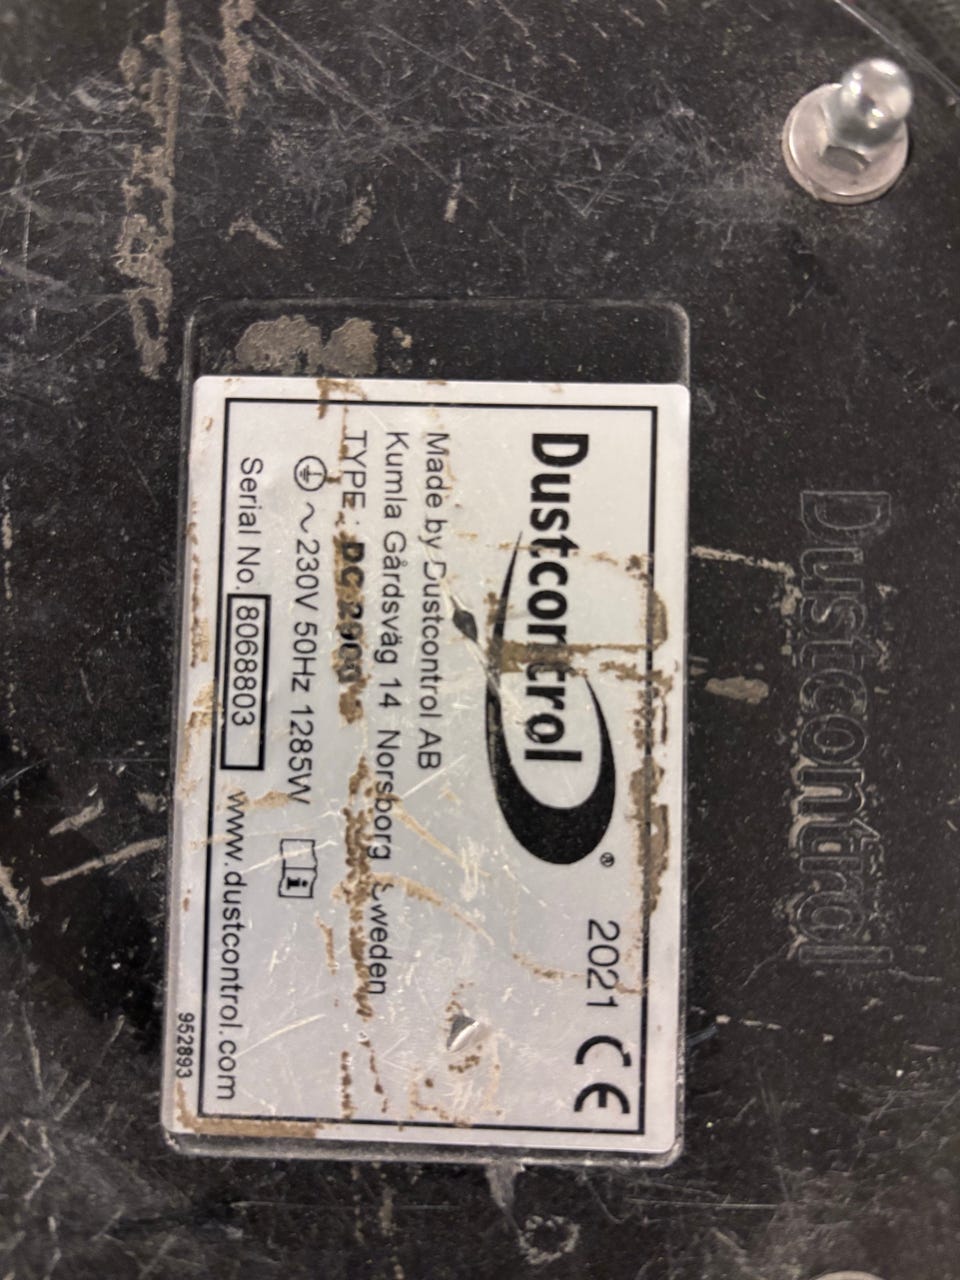 Dustcontrol
Dustcontrol ® 2021 CE
Made by Dustcontrol AB
Kumla Gårdsväg 14 Norsborg Sweden
TYPE: DC 2900
~230V 50Hz 1285W i
Serial No. 8068803 www.dustcontrol.com
952893